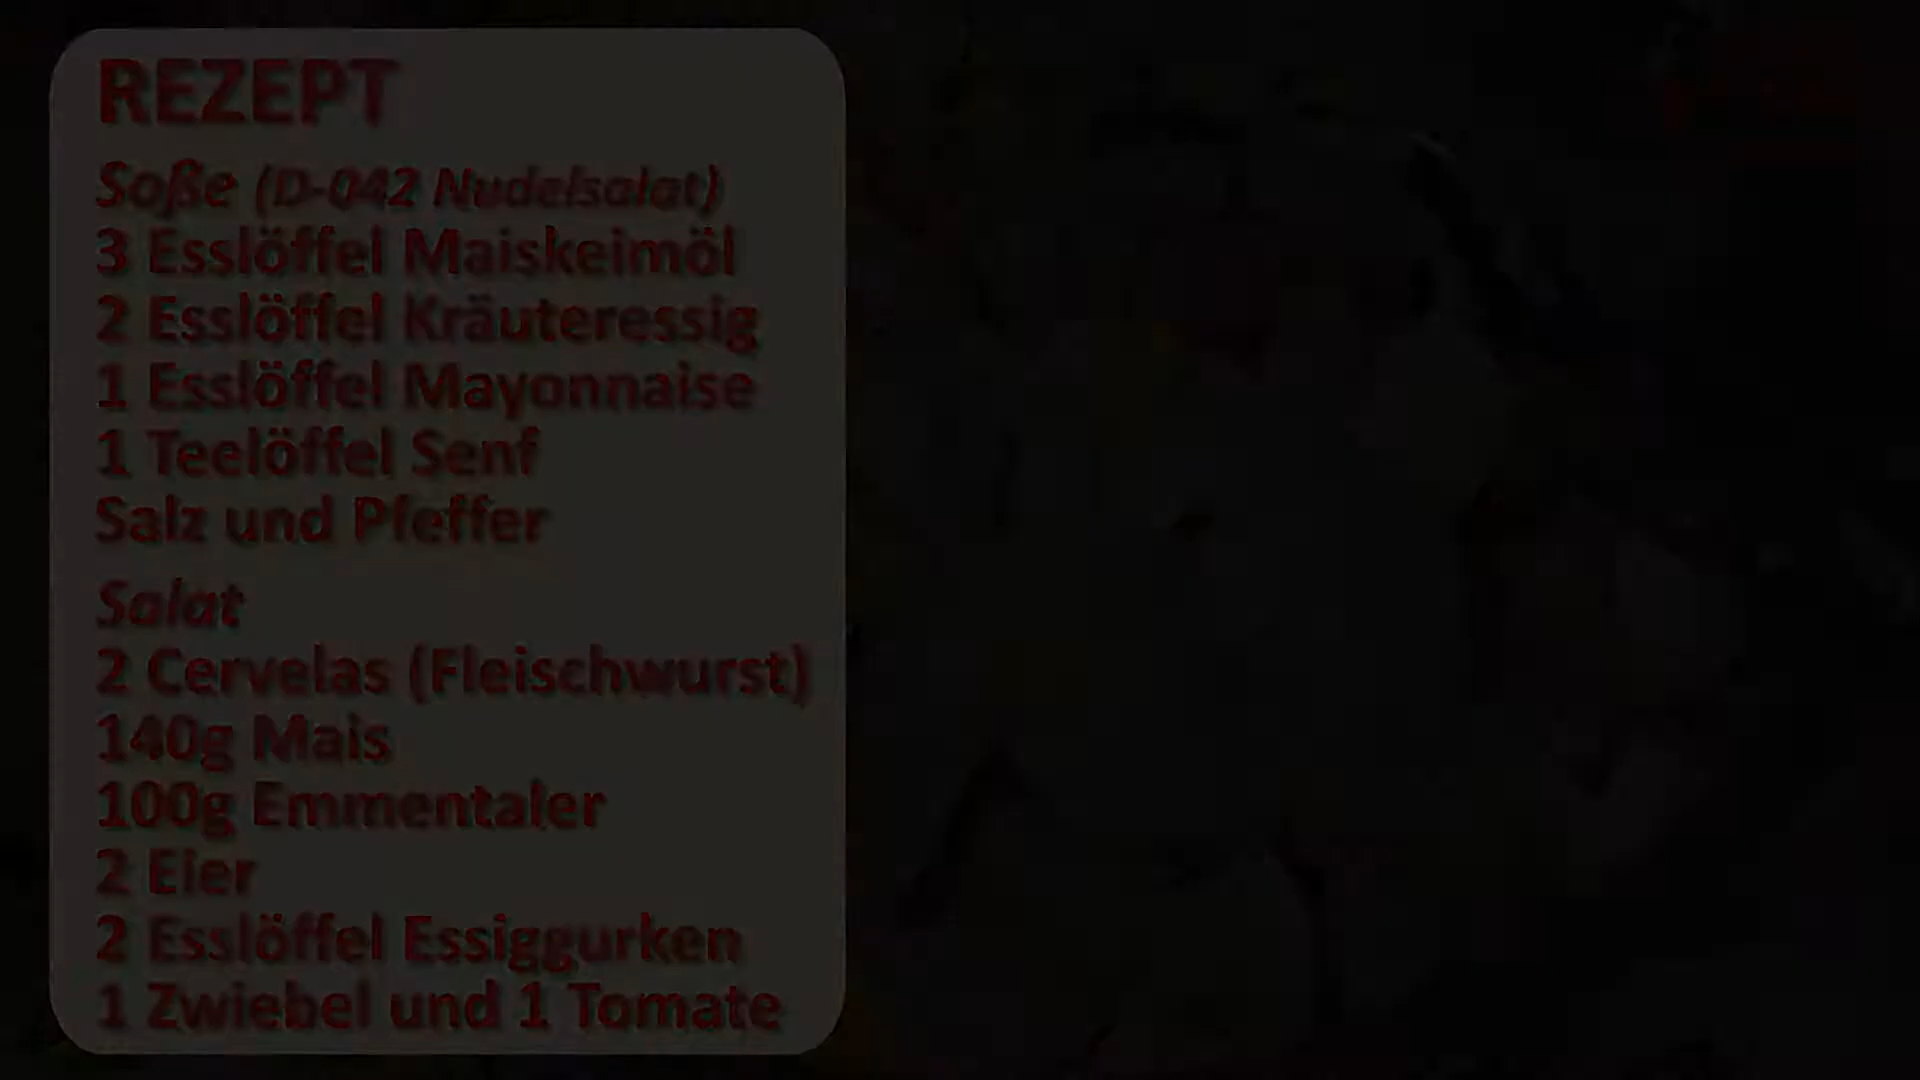 REZEPT
Soße (D-042 Nudelsalat)
3 Esslöffel Maiskeimöl
2 Esslöffel Kräuteressig
1 Esslöffel Mayonnaise
1 Teelöffel Senf
Salz und Pfeffer
Salat
2 Cervelas (Fleischwurst)
140g Mais
100g Emmentaler
2 Eier
2 Esslöffel Essiggurken
1 Zwiebel und 1 Tomate